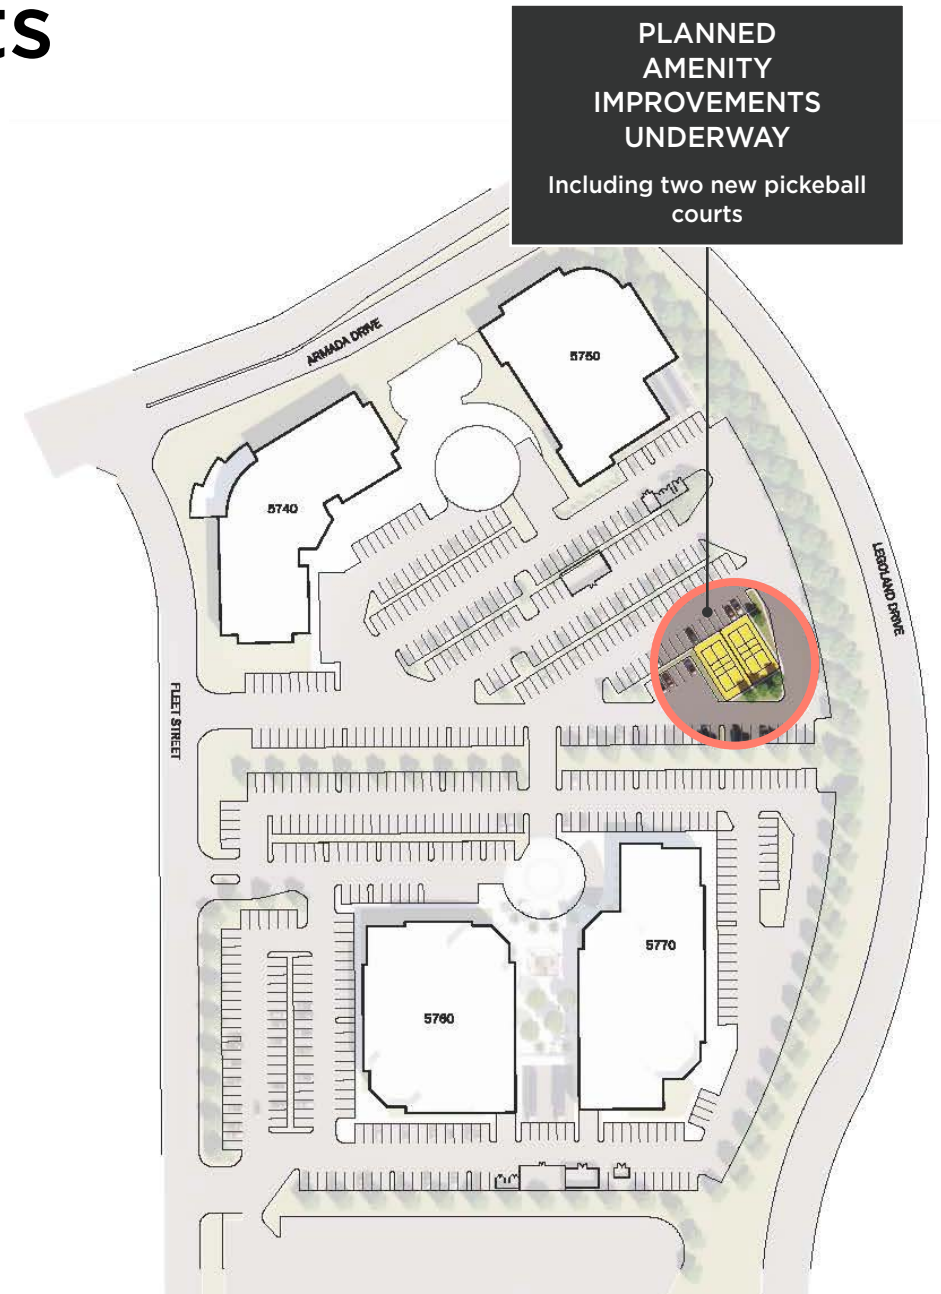 ts
PLANNED
AMENITY
IMPROVEMENTS
UNDERWAY
Including two new pickeball
courts
ARMADA DRIVE
5750
5740
LEGOLAND DRIVE
FLEET STREET
5770
5760